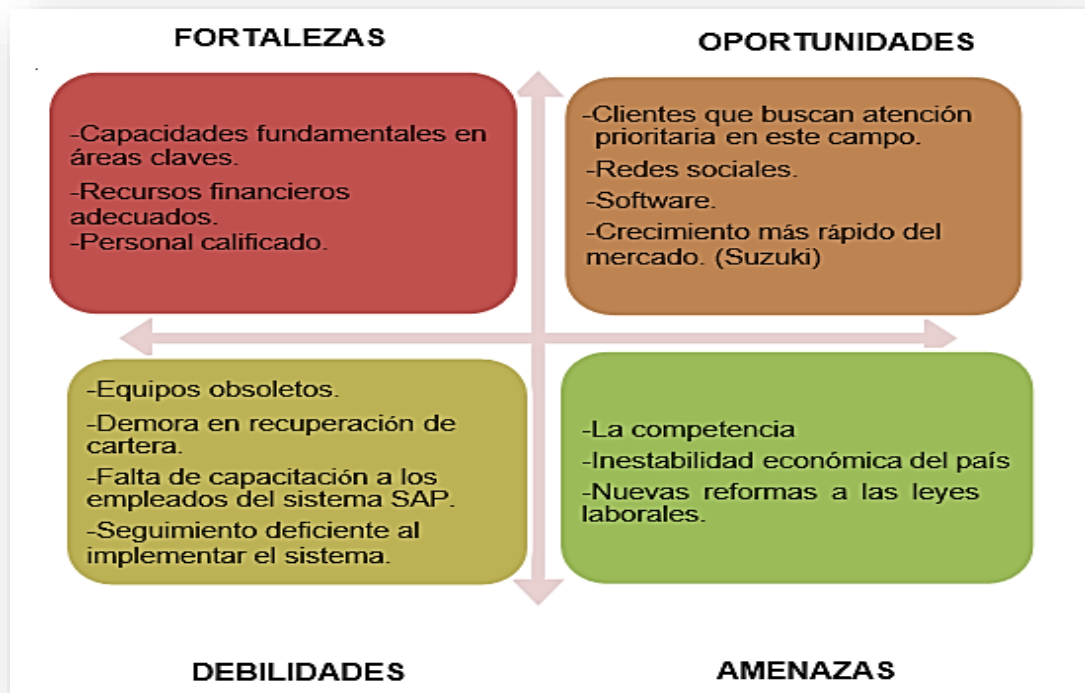 FORTALEZAS
-Capacidades fundamentales en
áreas claves.
-Recursos financieros
adecuados.
-Personal calificado.
OPORTUNIDADES
-Clientes que buscan atención
prioritaria en este campo.
-Redes sociales.
-Software.
-Crecimiento más rápido del
mercado. (Suzuki)
-Equipos obsoletos.
-Demora en recuperación de
cartera.
-Falta de capacitación a los
empleados del sistema SAP.
-Seguimiento deficiente al
implementar el sistema.
DEBILIDADES
-La competencia
-Inestabilidad económica del país
-Nuevas reformas a las leyes
laborales.
AMENAZAS